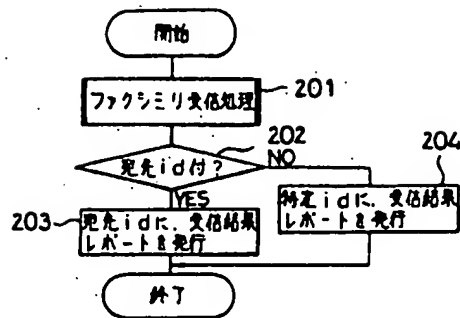 開始
ファクシミリ受信処理
201
202
宛先id付?
NO
YES
204
203
宛先idに、受信結果
レポートを発行
特定idに、受信結果
レポートを発行
終了